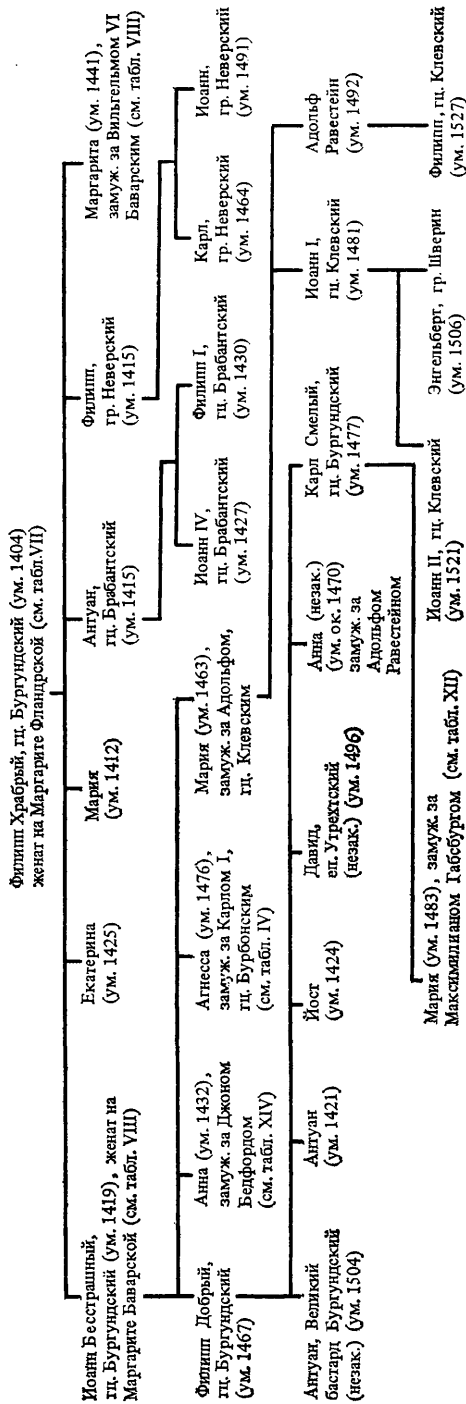 Филипп Храбрый, гц. Бургундский (ум. 1404)
женат на Маргарите Фландрской (см. табл.VII)
Иоанн Бесстрашный,
гц. Бургундский (ум. 1419), женат на
Маргарите Баварской (см. табл. VIII)
Екатерина
(ум. 1425)
Мария
(ум. 1412)
Антуан,
гц. Брабантский
(ум. 1415)
Филипп,
гр. Неверский
(ум. 1415)
Маргарита (ум. 1441),
замуж. за Вильгельмом VI
Баварским (см. табл. VIII)
Филипп Добрый,
гц. Бургундский
(ум. 1467)
Анна (ум. 1432),
замуж. за Джоном
Бедфордом
(см. табл. XIV)
Агнесса (ум. 1476),
замуж. за Карлом I,
гц. Бурбонским
(см. табл. IV)
Мария (ум. 1463),
замуж. за Адольфом,
гц. Клевским
Иоанн IV,
гц. Брабантский
(ум. 1427)
Филипп I,
гц. Брабантский
(ум. 1430)
Карл,
гр. Неверский
(ум. 1464)
Иоанн,
гр. Неверский
(ум. 1491)
Антуан, Великий
бастард Бургундский
(незак.) (ум. 1504)
Антуан
(ум. 1421)
Йост
(ум. 1424)
Давид,
еп. Утрехтский
(незак.) (ум. 1496)
Анна (незак.)
(ум. ок. 1470)
замуж. за
Адольфом
Равестейном
Карл Смелый,
гц. Бургундский
(ум. 1477)
Иоанн I,
гц. Клевский
(ум. 1481)
Адольф
Равестейн
(ум. 1492)
Мария (ум. 1483), замуж. за
Максимилианом Габсбургом (см. табл. XII)
Иоанн II, гц. Клевский
(ум. 1521)
Энгельберт, гр. Шверин
(ум. 1506)
Филипп, гц. Клевский
(ум. 1527)